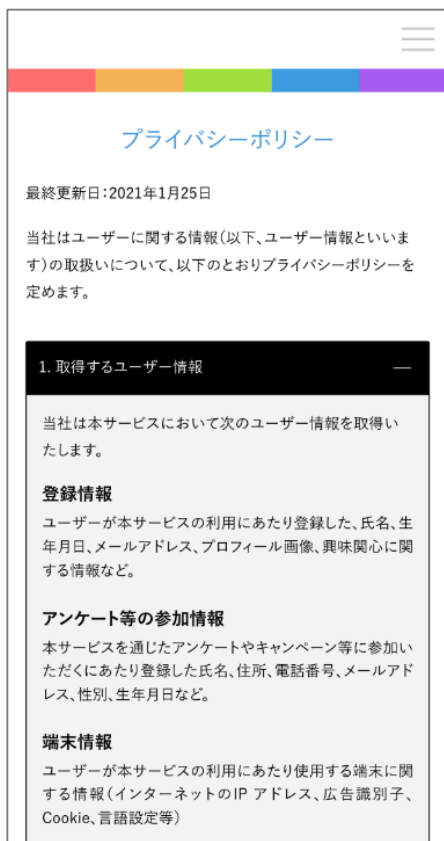 プライバシーポリシー
最終更新日:2021年1月25日
当社はユーザーに関する情報(以下、ユーザー情報といいま
す)の取扱いについて、以下のとおりプライバシーポリシーを
定めます。
1. 取得するユーザー情報
当社は本サービスにおいて次のユーザー情報を取得い
たします。
登録情報
ユーザーが本サービスの利用にあたり登録した、氏名、生
年月日、メールアドレス、プロフィール画像、興味関心に関
する情報など。
アンケート等の参加情報
本サービスを通じたアンケートやキャンペーン等に参加い
ただくにあたり登録した氏名、住所、電話番号、メールアド
レス、性別、生年月日など。
端末情報
ユーザーが本サービスの利用にあたり使用する端末に関
する情報(インターネットのIP アドレス、広告識別子、
Cookie、言語設定等)